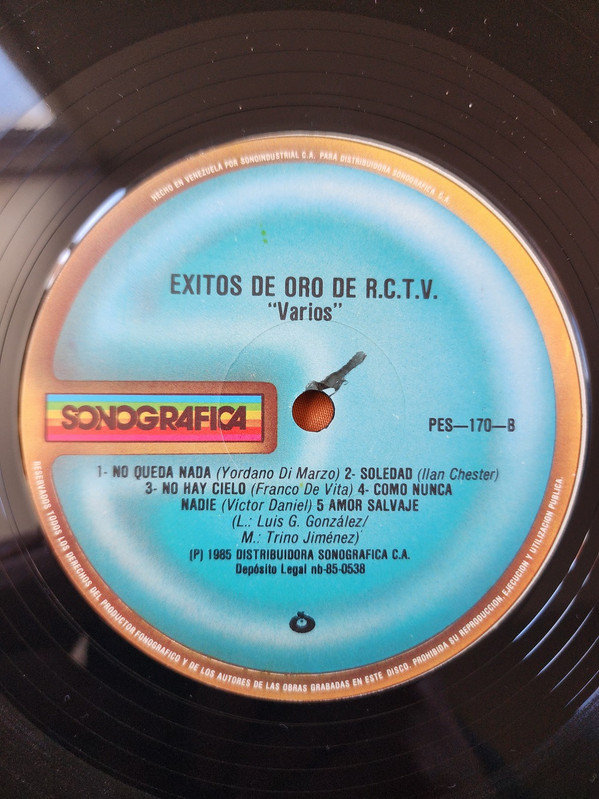 HECHO EN VENEZUELA POR SONOINDUSTRIAL C.A. PARA DISTRIBUIDORA SONOGRAFICA C.A.
EXITOS DE ORO DE R.C.T.V.
"Varios"
SONOGRAFICA
PES—170—B
1- NO QUEDA NADA (Yordano Di Marzo) 2- SOLEDAD (Ilan Chester)
3- NO HAY CIELO (Franco De Vita) 4- COMO NUNCA
NADIE (Víctor Daniel) 5 AMOR SALVAJE
(L.: Luis G. González/
M.: Trino Jiménez)
(P) 1985 DISTRIBUIDORA SONOGRAFICA C.A.
Depósito Legal nb-85-0538
RESERVADOS TODOS LOS DERECHOS DEL PRODUCTOR FONOGRAFICO Y DE LOS AUTORES DE LAS OBRAS GRABADAS EN ESTE DISCO. PROHIBIDA SU REPRODUCCION, EJECUCION Y UTILIZACION PUBLICA.